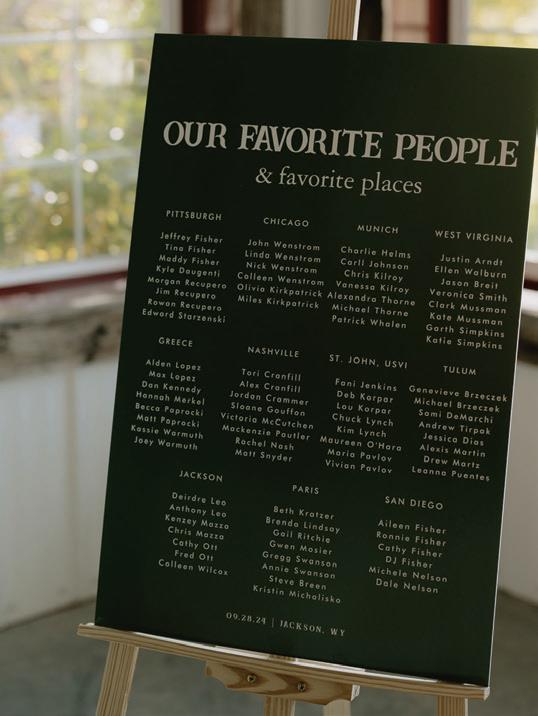 OUR FAVORITE PEOPLE
& favorite places
PITTSBURGH
Jeffrey Fisher
Tina Fisher
Maddy Fisher
Kyle Daugenti
Morgan Recupero
Jim Recupero
Rowan Recupero
Edward Starzenski
CHICAGO
John Wenstrom
Linda Wenstrom
Nick Wenstrom
Colleen Wenstrom
Olivia Kirkpatrick
Miles Kirkpatrick
MUNICH
Charlie Helms
Carll Johnson
Chris Kilroy
Vanessa Kilroy
Alexandra Thorne
Michael Thorne
Patrick Whalen
WEST VIRGINIA
Justin Arndt
Ellen Walburn
Jason Breit
Veronica Smith
Clark Mussman
Kate Mussman
Garth Simpkins
Katie Simpkins
GREECE
Alden Lopez
Max Lopez
Dan Kennedy
Hannah Merkel
Becca Paprocki
Matt Paprocki
Kassie Warmuth
Joey Warmuth
NASHVILLE
Tori Cranfill
Alex Cranfill
Jordan Crammer
Sloane Gouffon
Victoria McCutchen
Mackenzie Pautler
Rachel Nash
Matt Snyder
ST. JOHN, USVI
Fani Jenkins
Deb Karpar
Lou Karpar
Chuck Lynch
Kim Lynch
Maureen O'Hara
Maria Pavlov
Vivian Pavlov
TULUM
Genevieve Brzeczek
Michael Brzeczek
Sami DeMarchi
Andrew Tirpak
Jessica Dias
Alexis Martin
Drew Martz
Leanna Puentes
JACKSON
Deirdre Leo
Anthony Leo
Kenzey Mazza
Chris Mazza
Cathy Ott
Fred Ott
Colleen Wilcox
PARIS
Beth Kratzer
Brenda Lindsay
Gail Ritchie
Gwen Mosier
Gregg Swanson
Annie Swanson
Steve Breen
Kristin Michalisko
SAN DIEGO
Aileen Fisher
Ronnie Fisher
Cathy Fisher
DJ Fisher
Michele Nelson
Dale Nelson
09.28.24 | JACKSON, WY